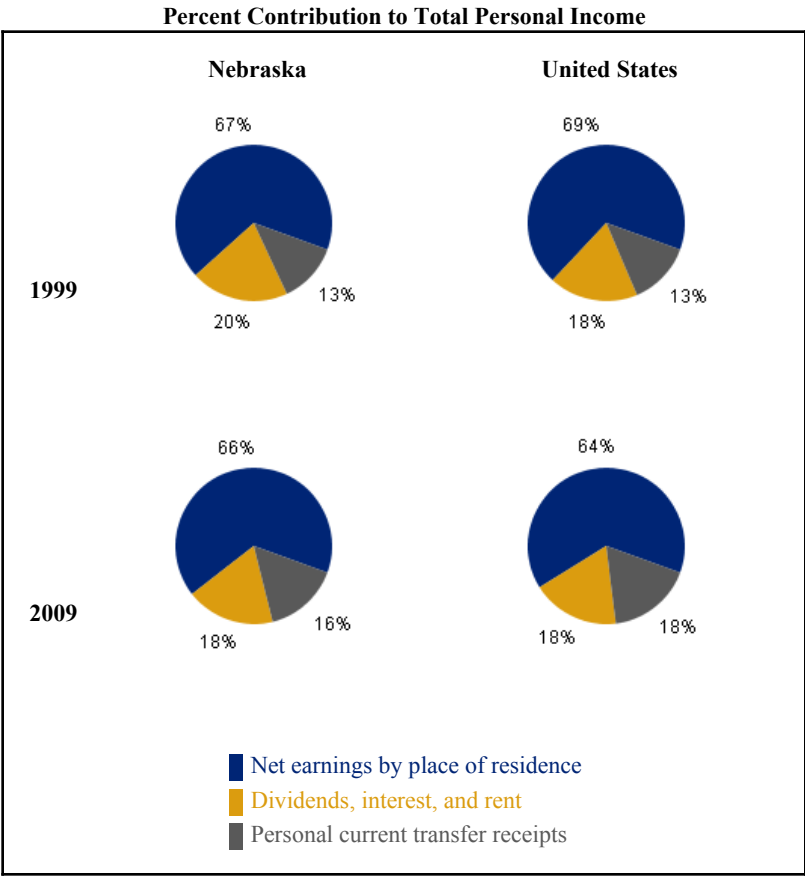 Percent Contribution to Total Personal Income
Nebraska
United States
67%
69%
1999
13%
13%
20%
18%
66%
64%
2009
16%
18%
18%
18%
Net earnings by place of residence
Dividends, interest, and rent
Personal current transfer receipts